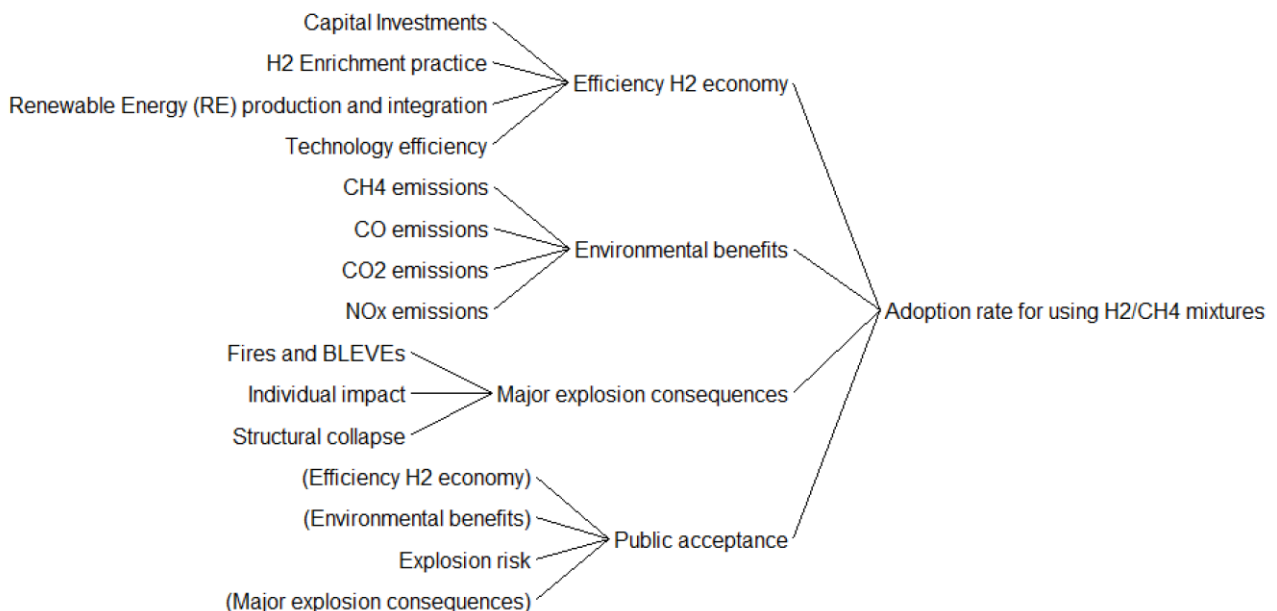 Capital Investments
H2 Enrichment practice
Renewable Energy (RE) production and integration
Technology efficiency
Efficiency H2 economy
CH4 emissions
CO emissions
CO2 emissions
NOx emissions
Environmental benefits
Adoption rate for using H2/CH4 mixtures
Fires and BLEVEs
Individual impact
Structural collapse
Major explosion consequences
(Efficiency H2 economy)
(Environmental benefits)
Explosion risk
(Major explosion consequences)
Public acceptance